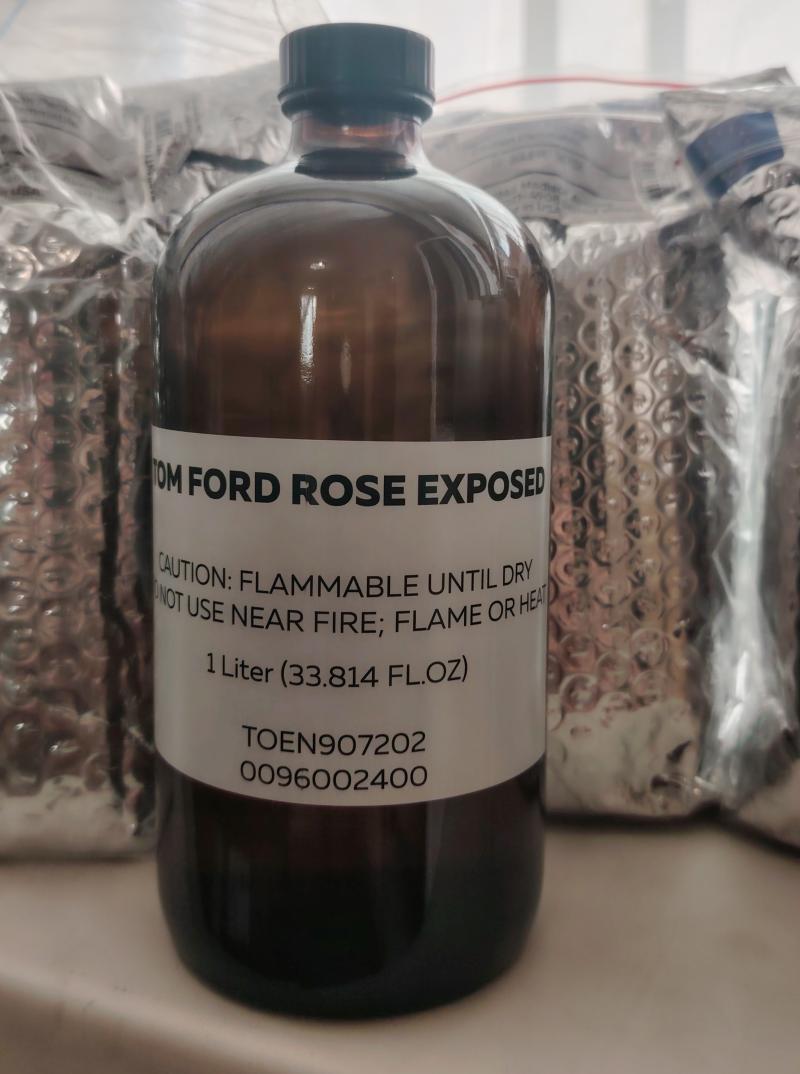 TOM FORD ROSE EXPOSED
CAUTION: FLAMMABLE UNTIL DRY
NOT USE NEAR FIRE; FLAME OR HEAT
1 Liter (33.814 FL.OZ)
TOEN907202
0096002400